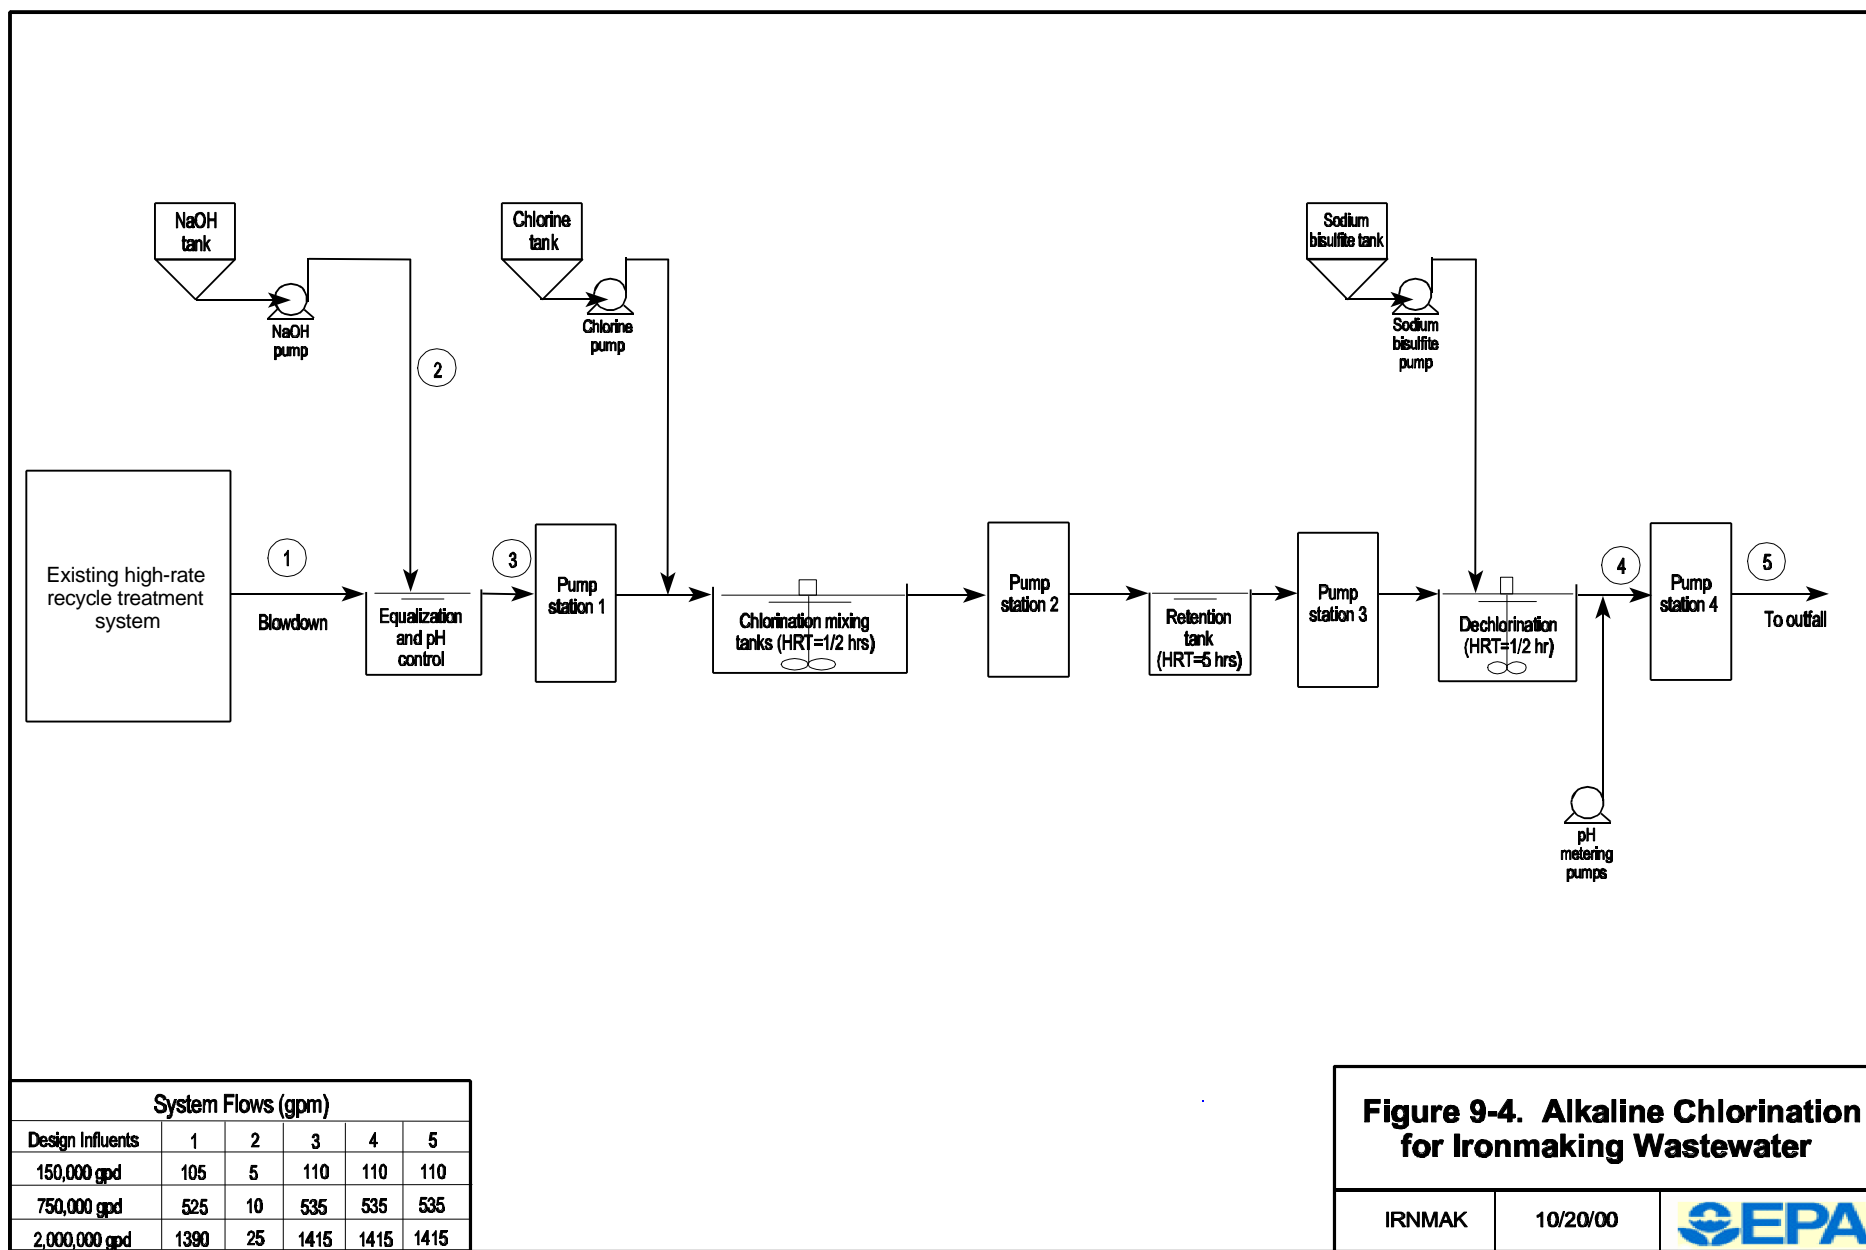 NaOH
tank
NaOH
pump
2
Chlorine
tank
Chlorine
pump
Sodium
bisulfite tank
Sodium
bisulfite
pump
Existing high-rate
recycle treatment
system
1
Blowdown
Equalization
and pH
control
3
Pump
station 1
Chlorination mixing
tanks (HRT=1/2 hrs)
Pump
station 2
Retention
tank
(HRT=5 hrs)
Pump
station 3
Dechlorination
(HRT=1/2 hr)
4
Pump
station 4
5
To outfall
pH
metering
pumps
System Flows (gpm)
Design Influents 1 2 3 4 5
150,000 gpd 105 5 110 110 110
750,000 gpd 525 10 535 535 535
2,000,000 gpd 1390 25 1415 1415 1415
Figure 9-4. Alkaline Chlorination
for Ironmaking Wastewater
IRNMAK 10/20/00 EPA